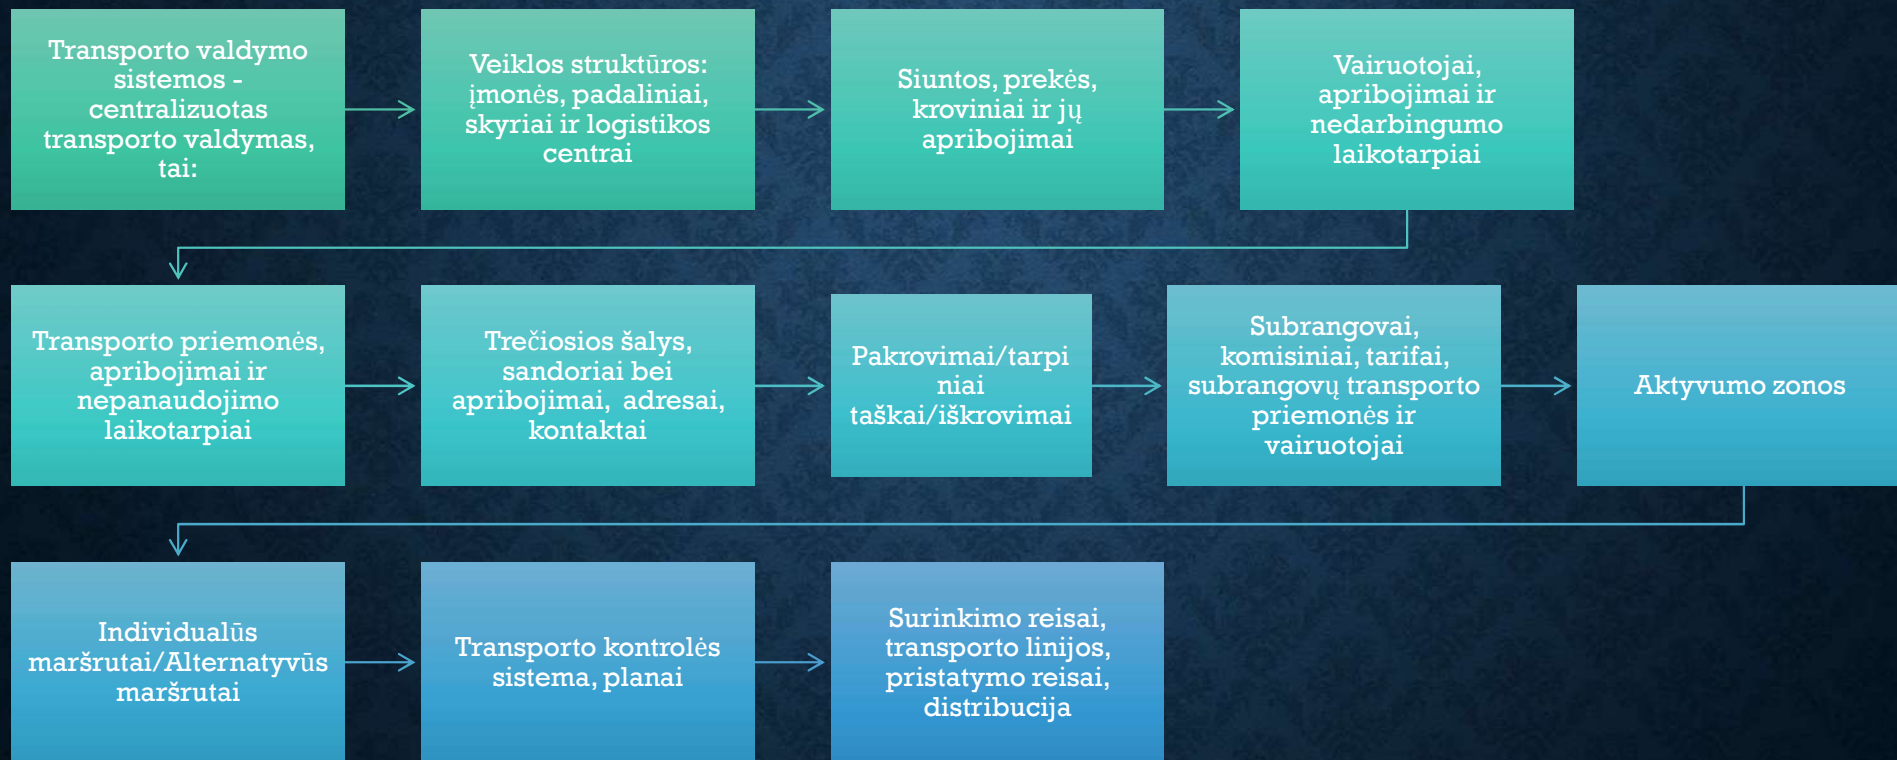 Transporto valdymo
sistemos -
centralizuotas
transporto valdymas,
tai:
Veiklos struktūros:
įmonės, padaliniai,
skyriai ir logistikos
centrai
Siuntos, prekės,
kroviniai ir jų
apribojimai
Vairuotojai,
apribojimai ir
nedarbingumo
laikotarpiai
Transporto priemonės,
apribojimai ir
nepanaudojimo
laikotarpiai
Trečiosios šalys,
sandoriai bei
apribojimai, adresai,
kontaktai
Pakrovimai/tarpi
niai
taškai/iškrovimai
Subrangovai,
komisiniai, tarifai,
subrangovų transporto
priemonės ir
vairuotojai
Aktyvumo zonos
Individualūs
maršrutai/Alternatyvūs
maršrutai
Transporto kontrolės
sistema, planai
Surinkimo reisai,
transporto linijos,
pristatymo reisai,
distribucija